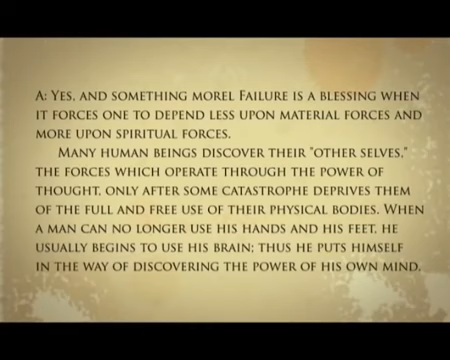 A: Yes, and something morel Failure is a blessing when
it forces one to depend less upon material forces and
more upon spiritual forces.
Many human beings discover their "other selves,"
the forces which operate through the power of
thought, only after some catastrophe deprives them
of the full and free use of their physical bodies. When
a man can no longer use his hands and his feet, he
usually begins to use his brain; thus he puts himself
in the way of discovering the power of his own mind.